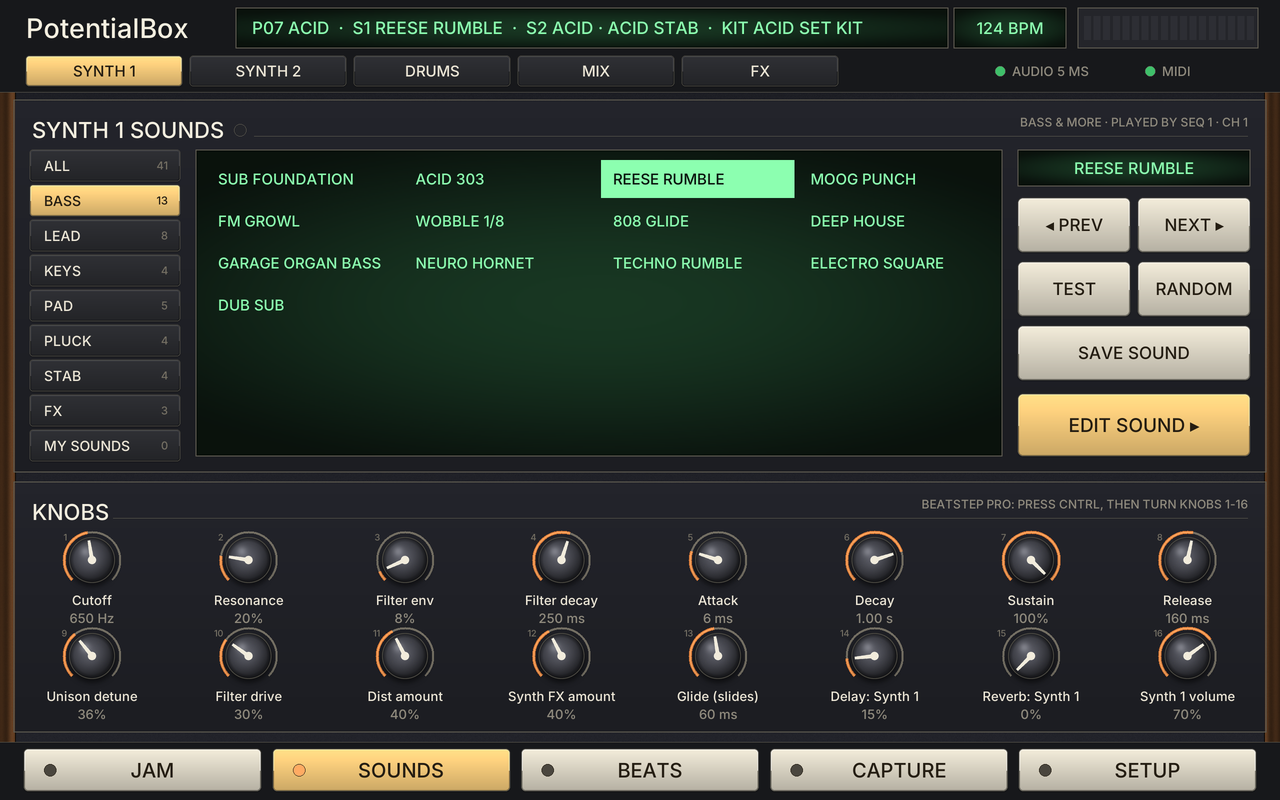 PotentialBox
P07 ACID · S1 REESE RUMBLE · S2 ACID · ACID STAB · KIT ACID SET KIT
124 BPM
SYNTH 1
SYNTH 2
DRUMS
MIX
FX
AUDIO 5 MS
MIDI
SYNTH 1 SOUNDS
BASS & MORE · PLAYED BY SEQ 1 · CH 1
ALL 41
BASS 13
LEAD 8
KEYS 4
PAD 5
PLUCK 4
STAB 4
FX 3
MY SOUNDS 0
SUB FOUNDATION
ACID 303
REESE RUMBLE
MOOG PUNCH
FM GROWL
WOBBLE 1/8
808 GLIDE
DEEP HOUSE
GARAGE ORGAN BASS
NEURO HORNET
TECHNO RUMBLE
ELECTRO SQUARE
DUB SUB
REESE RUMBLE
◂ PREV
NEXT ▸
TEST
RANDOM
SAVE SOUND
EDIT SOUND ▸
KNOBS
BEATSTEP PRO: PRESS CNTRL, THEN TURN KNOBS 1-16
1
2
3
4
5
6
7
8
Cutoff
Resonance
Filter env
Filter decay
Attack
Decay
Sustain
Release
650 Hz
20%
8%
250 ms
6 ms
1.00 s
100%
160 ms
9
10
11
12
13
14
15
16
Unison detune
Filter drive
Dist amount
Synth FX amount
Glide (slides)
Delay: Synth 1
Reverb: Synth 1
Synth 1 volume
36%
30%
40%
40%
60 ms
15%
0%
70%
JAM
SOUNDS
BEATS
CAPTURE
SETUP